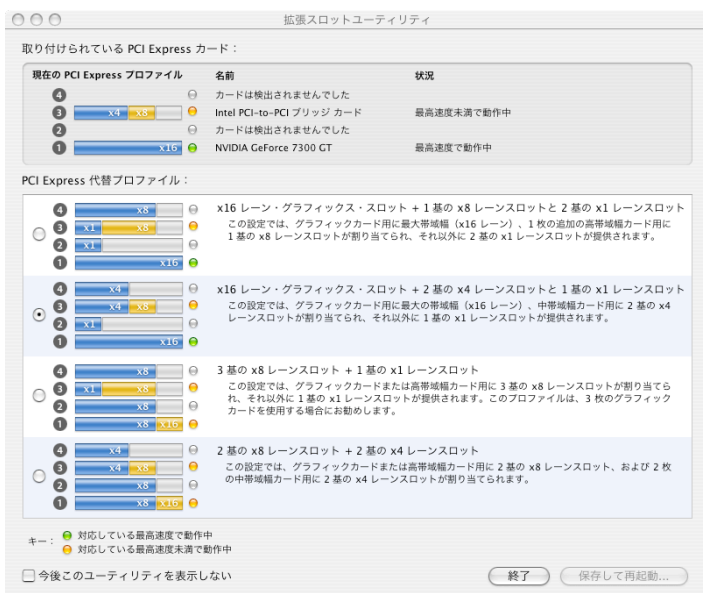 拡張スロットユーティリティ
取り付けられている PCI Express カード：
現在の PCI Express プロファイル 名前 状況
4 カードは検出されませんでした
3 x4 x8 Intel PCI-to-PCI ブリッジ カード 最高速度未満で動作中
2 カードは検出されませんでした
1 x16 NVIDIA GeForce 7300 GT 最高速度で動作中
PCI Express 代替プロファイル：
4 x8
3 x1 x8
2 x1
1 x16
x16 レーン・グラフィックス・スロット + 1 基の x8 レーンスロットと 2 基の x1 レーンスロット
この設定では、グラフィックカード用に最大帯域幅（x16 レーン）、1 枚の追加の高帯域幅カード用に
1 基の x8 レーンスロットが割り当てられ、それ以外に 2 基の x1 レーンスロットが提供されます。
4 x4
3 x4 x8
2 x1
1 x16
x16 レーン・グラフィックス・スロット + 2 基の x4 レーンスロットと 1 基の x1 レーンスロット
この設定では、グラフィックカード用に最大の帯域幅（x16 レーン）、中帯域幅カード用に 2 基の x4
レーンスロットが割り当てられ、それ以外に 1 基の x1 レーンスロットが提供されます。
4 x8
3 x1 x8
2 x8
1 x8 x16
3 基の x8 レーンスロット + 1 基の x1 レーンスロット
この設定では、グラフィックカードまたは高帯域幅カード用に 3 基の x8 レーンスロットが割り当てら
れ、それ以外に 1 基の x1 レーンスロットが提供されます。このプロファイルは、3 枚のグラフィック
カードを使用する場合にお勧めします。
4 x4
3 x4 x8
2 x8
1 x8 x16
2 基の x8 レーンスロット + 2 基の x4 レーンスロット
この設定では、グラフィックカードまたは高帯域幅カード用に 2 基の x8 レーンスロット、および 2 枚
の中帯域幅カード用に 2 基の x4 レーンスロットが割り当てられます。
キー： 対応している最高速度で動作中
対応している最高速度未満で動作中
今後このユーティリティを表示しない
終了 保存して再起動...